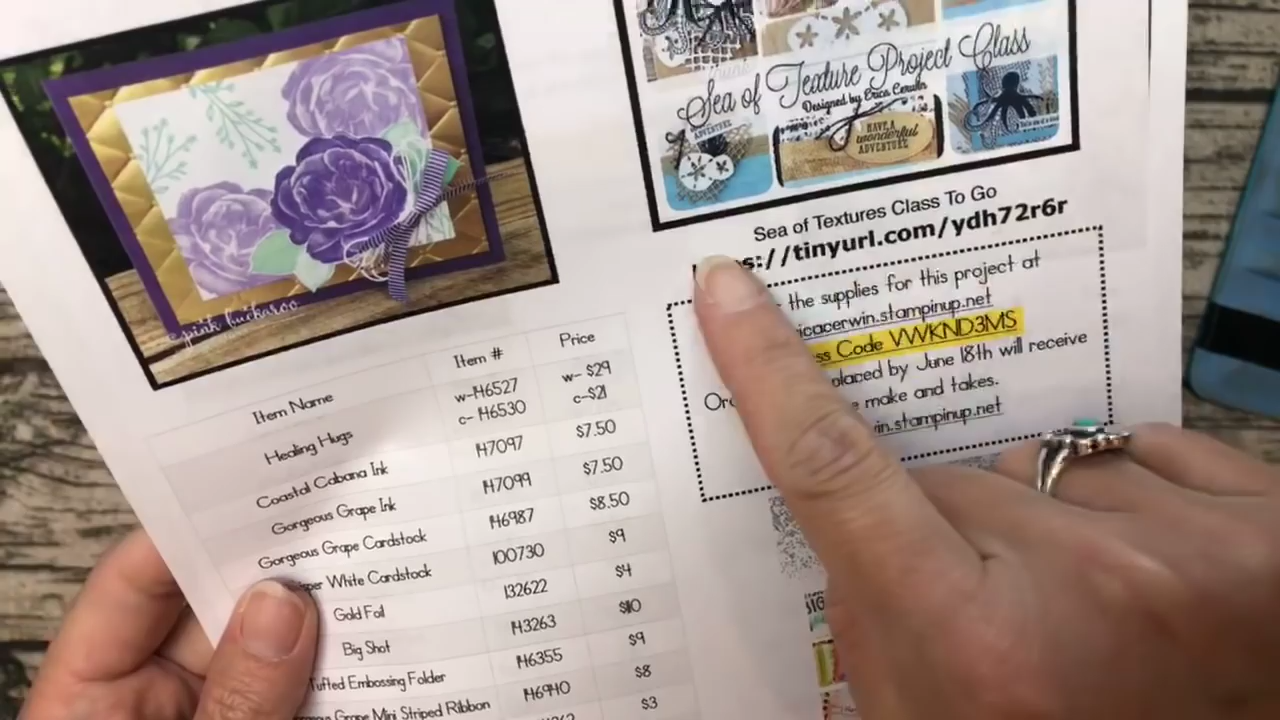 pink buckaroo
Item Name Item # Price
Healing Hugs w-146527 c- 146530 w- $29 c-$21
Coastal Cabana Ink 147097 $7.50
Gorgeous Grape Ink 147099 $7.50
Gorgeous Grape Cardstock 146987 $8.50
Whisper White Cardstock 100730 $9
Gold Foil 132622 $4
Big Shot 143263 $110
Tufted Embossing Folder 146355 $9
Mini Striped Ribbon 146940 $8
$3
Sea of Texture Project Class
Designed by Erica Cerwin
ADVENTURE
HAVE A
wonderful
ADVENTURE
Sea of Textures Class To Go
s://tinyurl.com/ydh72r6r
the supplies for this project at
icacerwin.stampinup.net
ss Code VWKND3MS
placed by June 18th will receive
make and takes.
win.stampinup.net